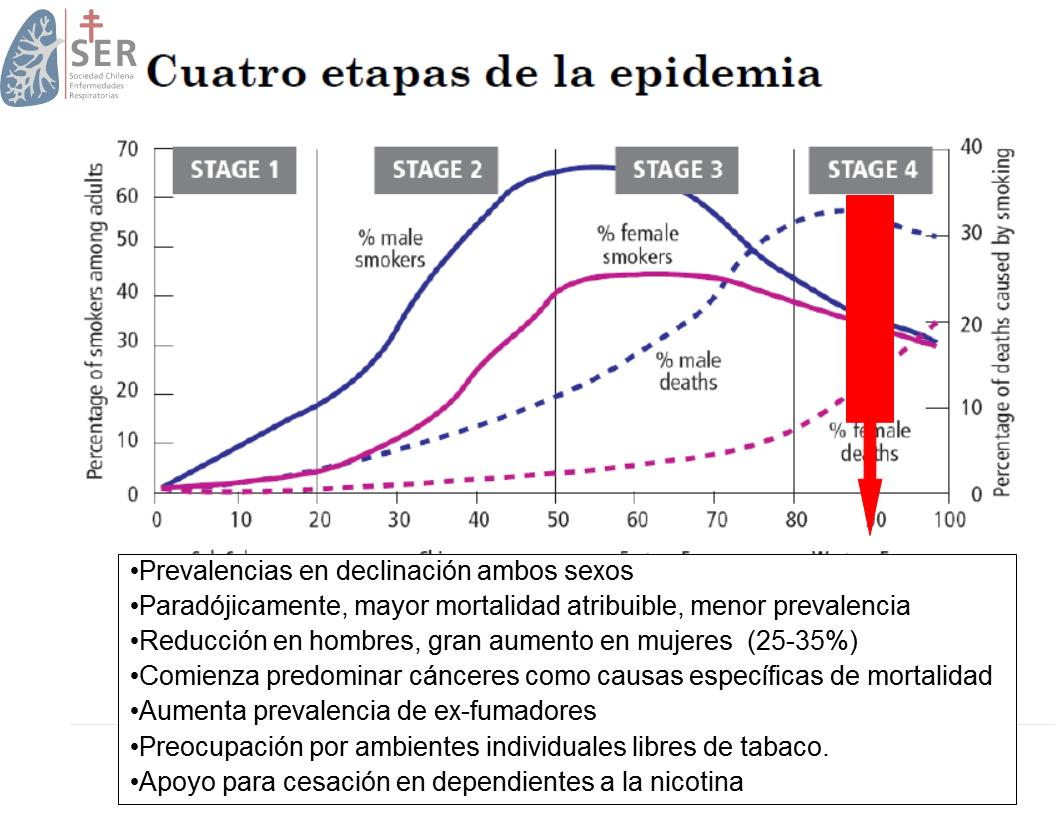 SER
Sociedad Chilena
Enfermedades
Respiratorias
Cuatro etapas de la epidemia
70
60
50
40
30
20
10
0
Percentage of smokers among adults
STAGE 1
STAGE 2
STAGE 3
STAGE 4
% male
smokers
% female
smokers
% male
deaths
% female
deaths
40
30
20
10
0
Percentage of deaths caused by smoking
0
10
20
30
40
50
60
70
80
100
•Prevalencias en declinación ambos sexos
•Paradójicamente, mayor mortalidad atribuible, menor prevalencia
•Reducción en hombres, gran aumento en mujeres (25-35%)
•Comienza predominar cánceres como causas específicas de mortalidad
•Aumenta prevalencia de ex-fumadores
•Preocupación por ambientes individuales libres de tabaco.
•Apoyo para cesación en dependientes a la nicotina